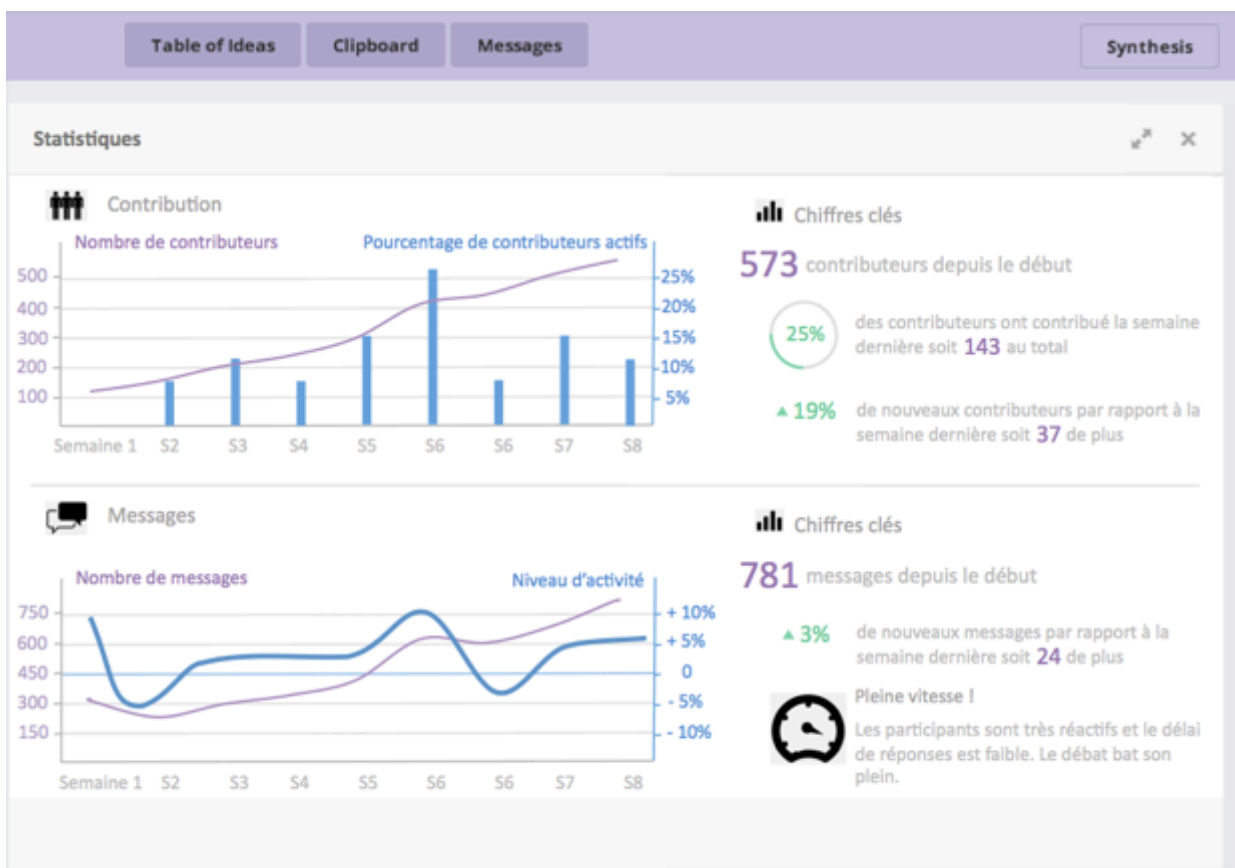 Table of Ideas
Clipboard
Messages
Synthesis
Statistiques
Contribution
Nombre de contributeurs
Pourcentage de contributeurs actifs
500
400
300
200
100
25%
20%
15%
10%
5%
Semaine 1 S2 S3 S4 S5 S6 S6 S7 S8
Chiffres clés
573 contributeurs depuis le début
25%
des contributeurs ont contribué la semaine
dernière soit 143 au total
19%
de nouveaux contributeurs par rapport à la
semaine dernière soit 37 de plus
Messages
Nombre de messages
Niveau d'activité
750
600
450
300
150
+ 10%
+ 5%
0
- 5%
- 10%
Semaine 1 S2 S3 S4 S5 S6 S6 S7 S8
Chiffres clés
781 messages depuis le début
3%
de nouveaux messages par rapport à la
semaine dernière soit 24 de plus
Pleine vitesse !
Les participants sont très réactifs et le délai
de réponses est faible. Le débat bat son
plein.